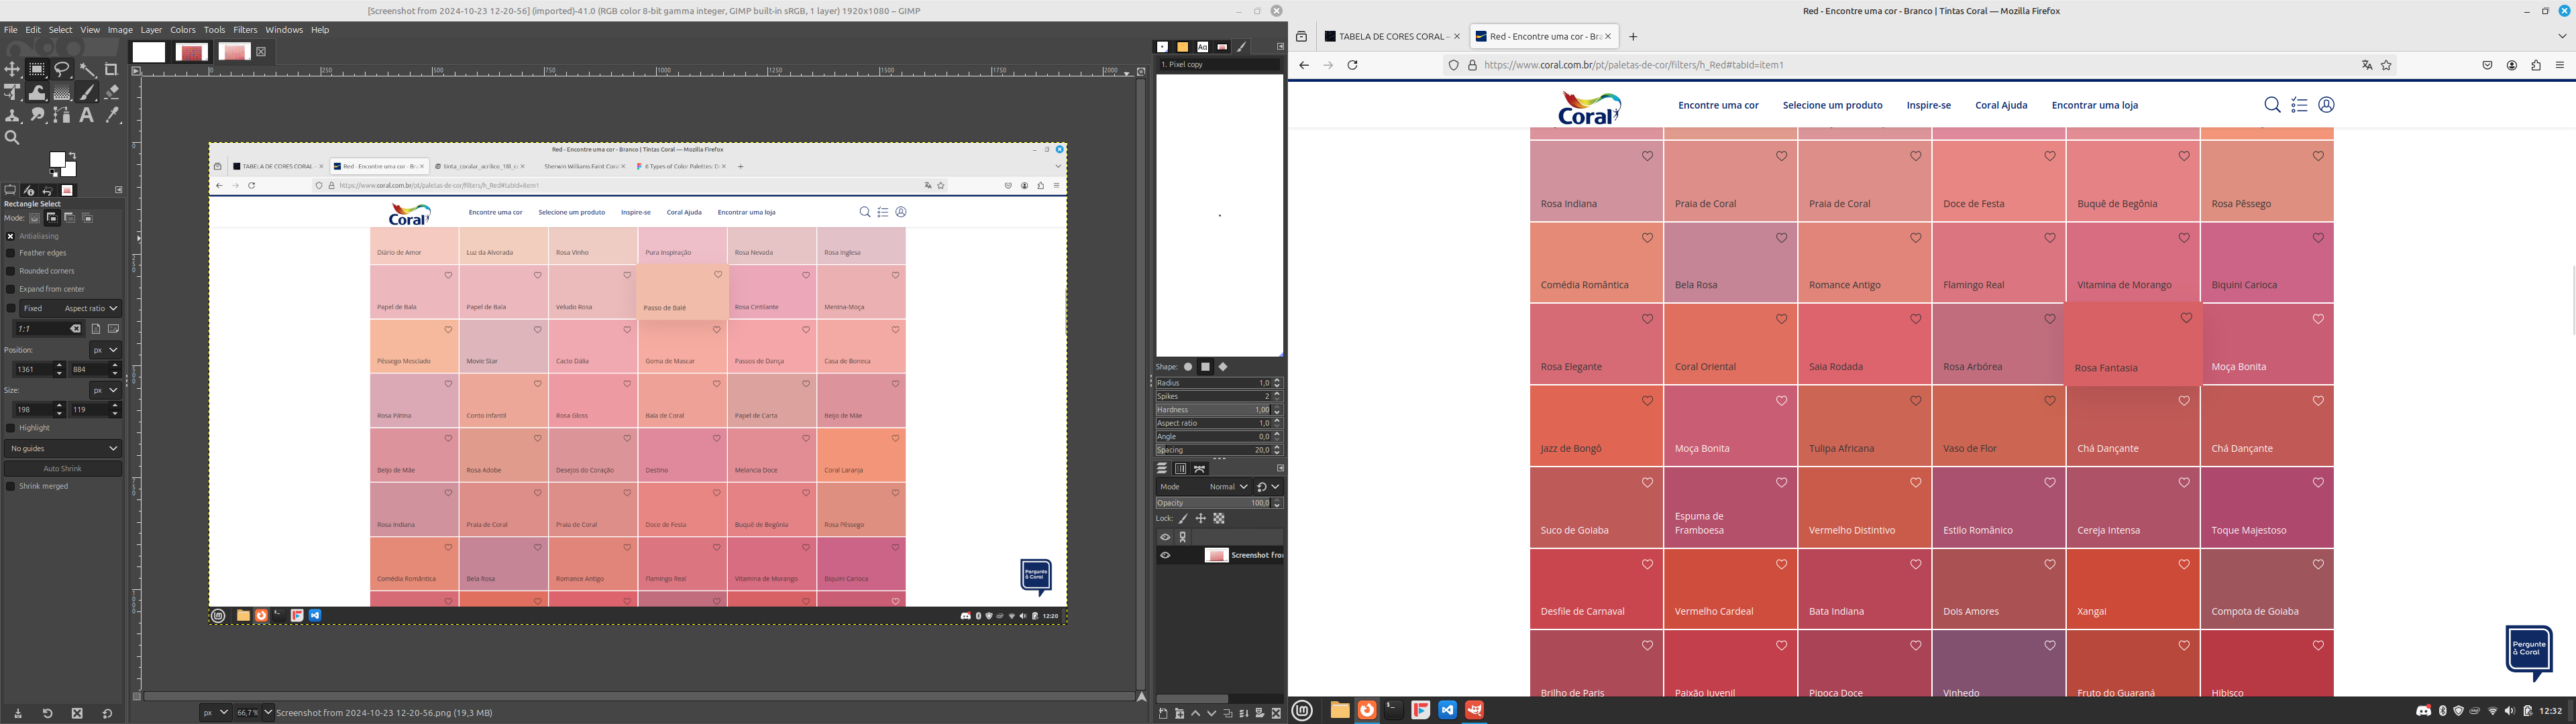 [Screenshot from 2024-10-23 12-20-56] (imported)-41.0 (RGB color 8-bit gamma integer, GIMP built-in sRGB, 1 layer) 1920x1080 – GIMP
File Edit Select View Image Layer Colors Tools Filters Windows Help
Rectangle Select
Mode:
Antialiasing
Feather edges
Rounded corners
Expand from center
Fixed Aspect ratio
1:1
Position: px
1361 884
Size: px
198 119
Highlight
No guides
Auto Shrink
Shrink merged
0 250 500 750 1000 1250 1500 1750 2000
Red - Encontre uma cor - Branco | Tintas Coral — Mozilla Firefox
TABELA DE CORES CORAL –
Red - Encontre uma cor - Bra
tinta_coralar_acrilico_18l_c
Sherwin Williams Faint Cora
6 Types of Color Palettes: D
https://www.coral.com.br/pt/paletas-de-cor/filters/h_Red#tabId=item1
Coral
Encontre uma cor Selecione um produto Inspire-se Coral Ajuda Encontrar uma loja
Diário de Amor Luz da Alvorada Rosa Vinho Pura Inspiração Rosa Nevada Rosa Inglesa
Papel de Bala Papel de Bala Veludo Rosa Passo de Balé Rosa Cintilante Menina-Moça
Pêssego Mesclado Movie Star Cacto Dália Goma de Mascar Passos de Dança Casa de Boneca
Rosa Pátina Conto Infantil Rosa Gloss Bala de Coral Papel de Carta Beijo de Mãe
Beijo de Mãe Rosa Adobe Desejos do Coração Destino Melancia Doce Coral Laranja
Rosa Indiana Praia de Coral Praia de Coral Doce de Festa Buquê de Begônia Rosa Pêssego
Comédia Romântica Bela Rosa Romance Antigo Flamingo Real Vitamina de Morango Biquini Carioca
Pergunte
à Coral
12:20
px 66,7 % Screenshot from 2024-10-23 12-20-56.png (19,3 MB)
Aa
1. Pixel copy
Shape:
Radius 1,0
Spikes 2
Hardness 1,00
Aspect ratio 1,0
Angle 0,0
Spacing 20,0
Mode Normal
Opacity 100,0
Lock:
Screenshot fro
Red - Encontre uma cor - Branco | Tintas Coral — Mozilla Firefox
TABELA DE CORES CORAL –
Red - Encontre uma cor - Bra
https://www.coral.com.br/pt/paletas-de-cor/filters/h_Red#tabId=item1
Coral
Encontre uma cor Selecione um produto Inspire-se Coral Ajuda Encontrar uma loja
Rosa Indiana Praia de Coral Praia de Coral Doce de Festa Buquê de Begônia Rosa Pêssego
Comédia Romântica Bela Rosa Romance Antigo Flamingo Real Vitamina de Morango Biquini Carioca
Rosa Elegante Coral Oriental Saia Rodada Rosa Arbórea Rosa Fantasia Moça Bonita
Jazz de Bongô Moça Bonita Tulipa Africana Vaso de Flor Chá Dançante Chá Dançante
Suco de Goiaba Espuma de Framboesa Vermelho Distintivo Estilo Românico Cereja Intensa Toque Majestoso
Desfile de Carnaval Vermelho Cardeal Bata Indiana Dois Amores Xangai Compota de Goiaba
Brilho de Paris Paixão Juvenil Pipoca Doce Vinhedo Fruto do Guaraná Hibisco
Pergunte
à Coral
12:32